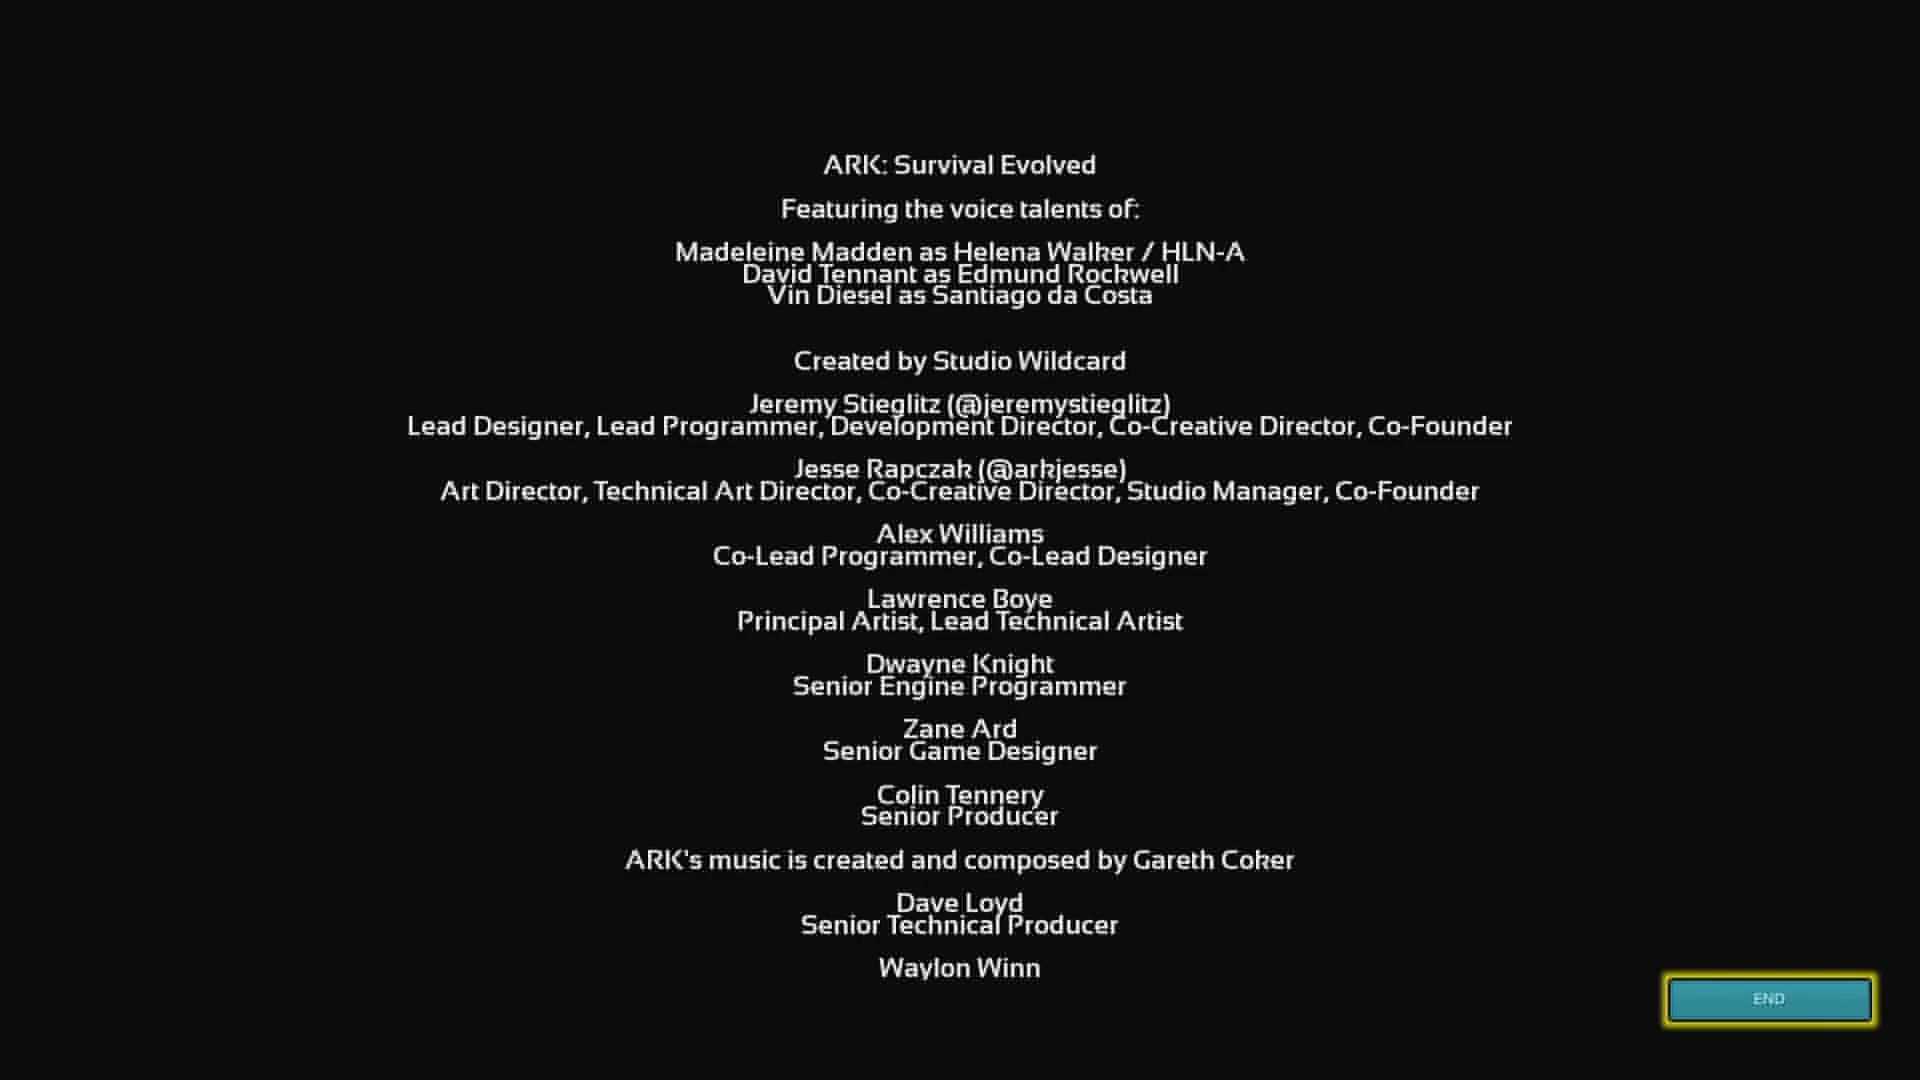 ARK: Survival Evolved
Featuring the voice talents of:
Madeleine Madden as Helena Walker / HLN-A
David Tennant as Edmund Rockwell
Vin Diesel as Santiago da Costa
Created by Studio Wildcard
Jeremy Stieglitz (@jeremystieglitz)
Lead Designer, Lead Programmer, Development Director, Co-Creative Director, Co-Founder
Jesse Rapczak (@arkjesse)
Art Director, Technical Art Director, Co-Creative Director, Studio Manager, Co-Founder
Alex Williams
Co-Lead Programmer, Co-Lead Designer
Lawrence Boye
Principal Artist, Lead Technical Artist
Dwayne Knight
Senior Engine Programmer
Zane Ard
Senior Game Designer
Colin Tennery
Senior Producer
ARK's music is created and composed by Gareth Coker
Dave Loyd
Senior Technical Producer
Waylon Winn
END